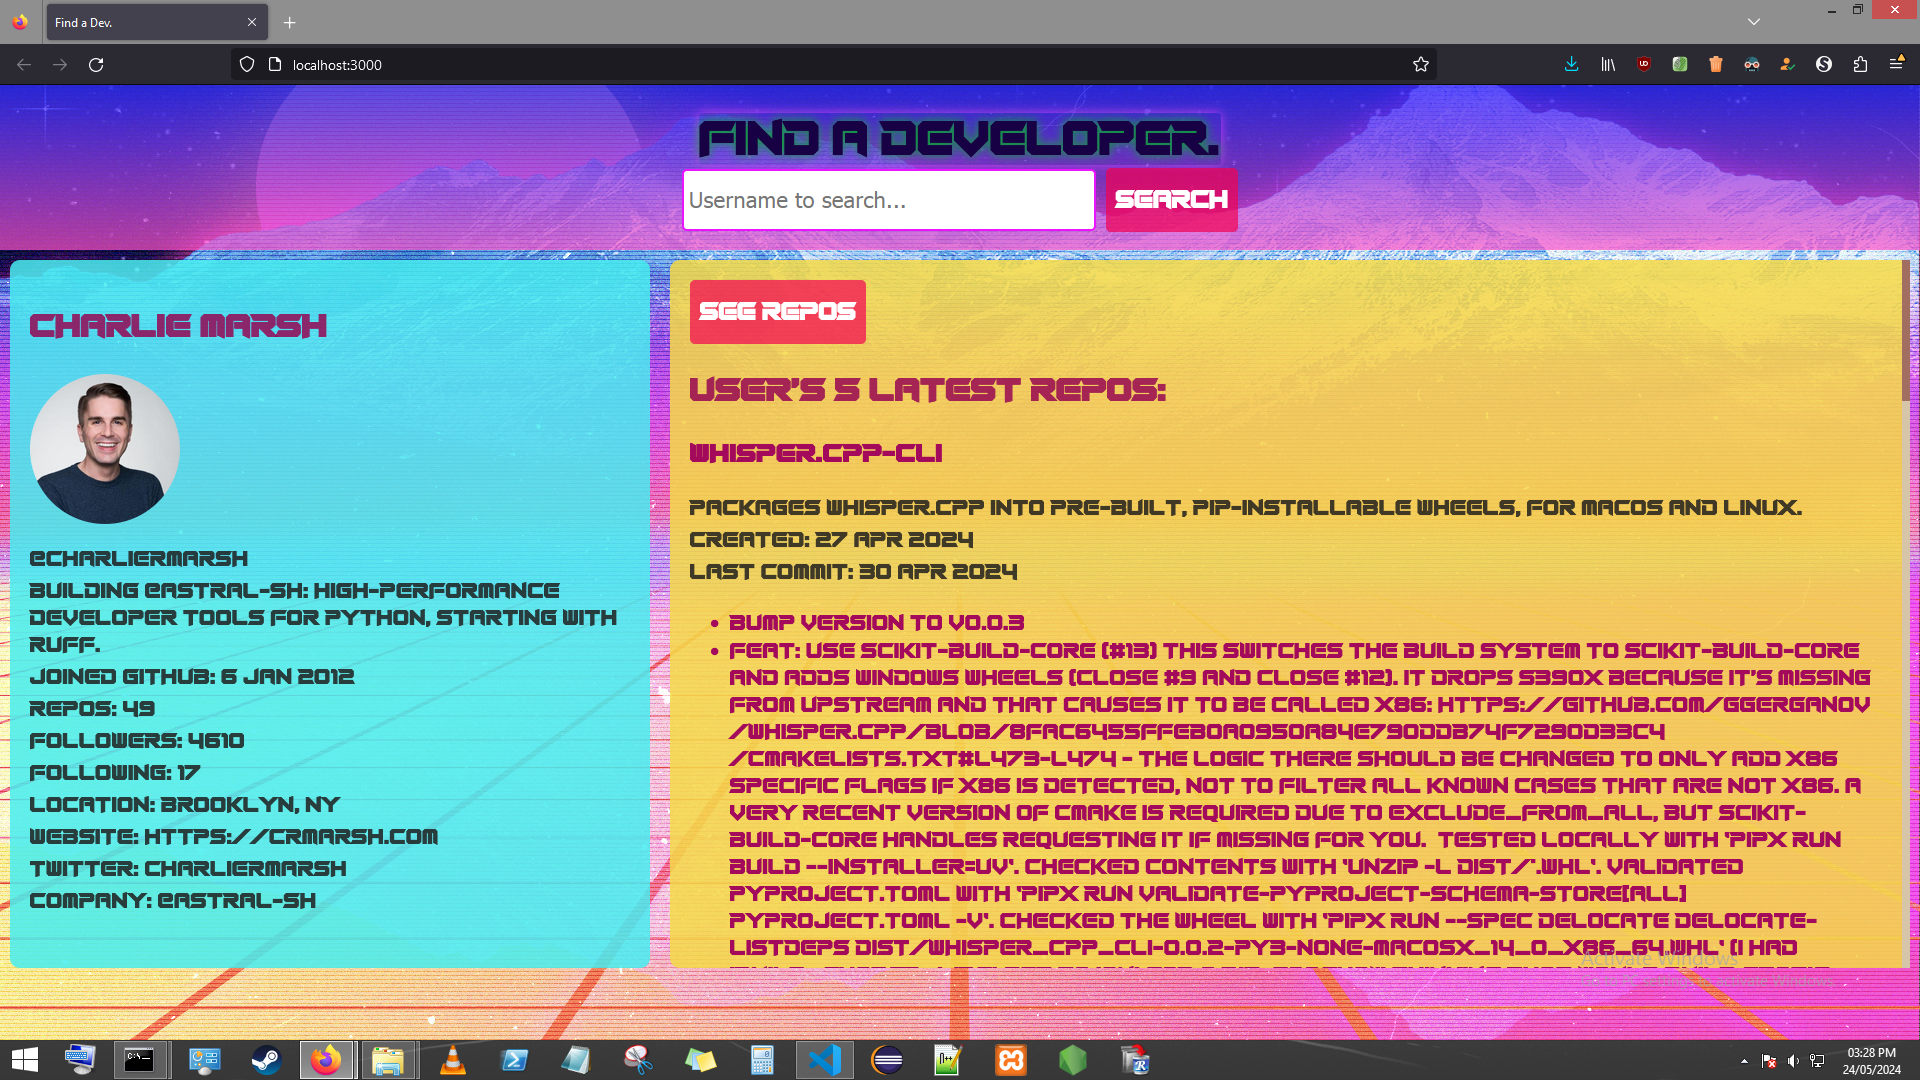 Find a Dev.
localhost:3000
FIND A DEVELOPER.
Username to search...
SEARCH
CHARLIE MARSH
@CHARLIERMARSH
BUILDING @ASTRAL-SH: HIGH-PERFORMANCE
DEVELOPER TOOLS FOR PYTHON, STARTING WITH
RUFF.
JOINED GITHUB: 6 JAN 2012
REPOS: 49
FOLLOWERS: 4610
FOLLOWING: 17
LOCATION: BROOKLYN, NY
WEBSITE: HTTPS://CRMARSH.COM
TWITTER: CHARLIERMARSH
COMPANY: @ASTRAL-SH
SEE REPOS
USER'S 5 LATEST REPOS:
WHISPER.CPP-CLI
PACKAGES WHISPER.CPP INTO PRE-BUILT, PIP-INSTALLABLE WHEELS, FOR MACOS AND LINUX.
CREATED: 27 APR 2024
LAST COMMIT: 30 APR 2024
• BUMP VERSION TO V0.0.3
• FEAT: USE SCIKIT-BUILD-CORE (#13) THIS SWITCHES THE BUILD SYSTEM TO SCIKIT-BUILD-CORE
AND ADDS WINDOWS WHEELS (CLOSE #9 AND CLOSE #12). IT DROPS S390X BECAUSE IT'S MISSING
FROM UPSTREAM AND THAT CAUSES IT TO BE CALLED X86: HTTPS://GITHUB.COM/GGERGANOV
/WHISPER.CPP/BLOB/8FAC6455FFEB0A0950A84E790DDB74F7290D33C4
/CMAKELISTS.TXT#L473-L474 - THE LOGIC THERE SHOULD BE CHANGED TO ONLY ADD X86
SPECIFIC FLAGS IF X86 IS DETECTED, NOT TO FILTER ALL KNOWN CASES THAT ARE NOT X86. A
VERY RECENT VERSION OF CMAKE IS REQUIRED DUE TO EXCLUDE_FROM_ALL, BUT SCIKIT-
BUILD-CORE HANDLES REQUESTING IT IF MISSING FOR YOU. TESTED LOCALLY WITH `PIPX RUN
BUILD --INSTALLER=UV`. CHECKED CONTENTS WITH `UNZIP -L DIST/*.WHL`. VALIDATED
PYPROJECT.TOML WITH `PIPX RUN VALIDATE-PYPROJECT-SCHEMA-STORE[ALL]
PYPROJECT.TOML -V`. CHECKED THE WHEEL WITH `PIPX RUN --SPEC DELOCATE DELOCATE-
LISTDEPS DIST/WHISPER_CPP_CLI-0.0.2-PY3-NONE-MACOSX_14_0_X86_64.WHL` (I HAD
Activate Windows
03:28 PM
24/05/2024